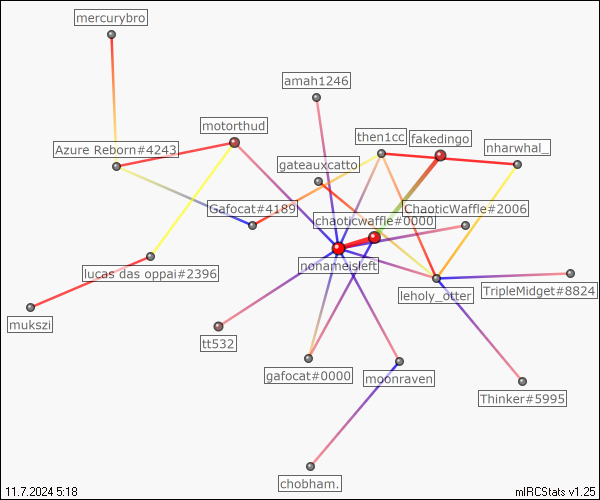 mercurybro
amah1246
motorthud
then1cc
fakedingo
Azure Reborn#4243
gateauxcatto
nharwhal_
Gafocat#4189
ChaoticWaffle#2006
chaoticwaffle#0000
lucas das oppai#2396
nonameisleft
leholy_otter
TripleMidget#8824
mukszi
tt532
gafocat#0000
moonraven
Thinker#5995
chobham.
11.7.2024 5:18
mIRCStats v1.25